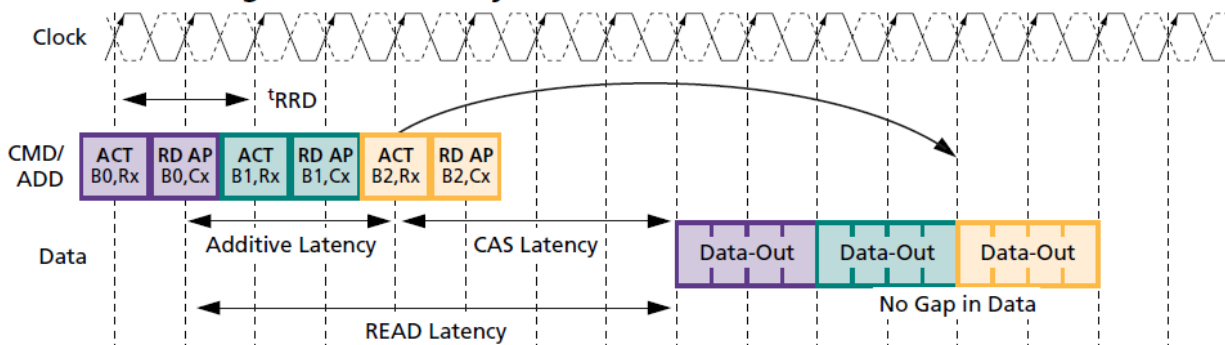 Clock
tRRD
CMD/
ADD
ACT
B0,Rx
RD AP
B0,Cx
ACT
B1,Rx
RD AP
B1,Cx
ACT
B2,Rx
RD AP
B2,Cx
Additive Latency
CAS Latency
Data
Data-Out
Data-Out
Data-Out
No Gap in Data
READ Latency